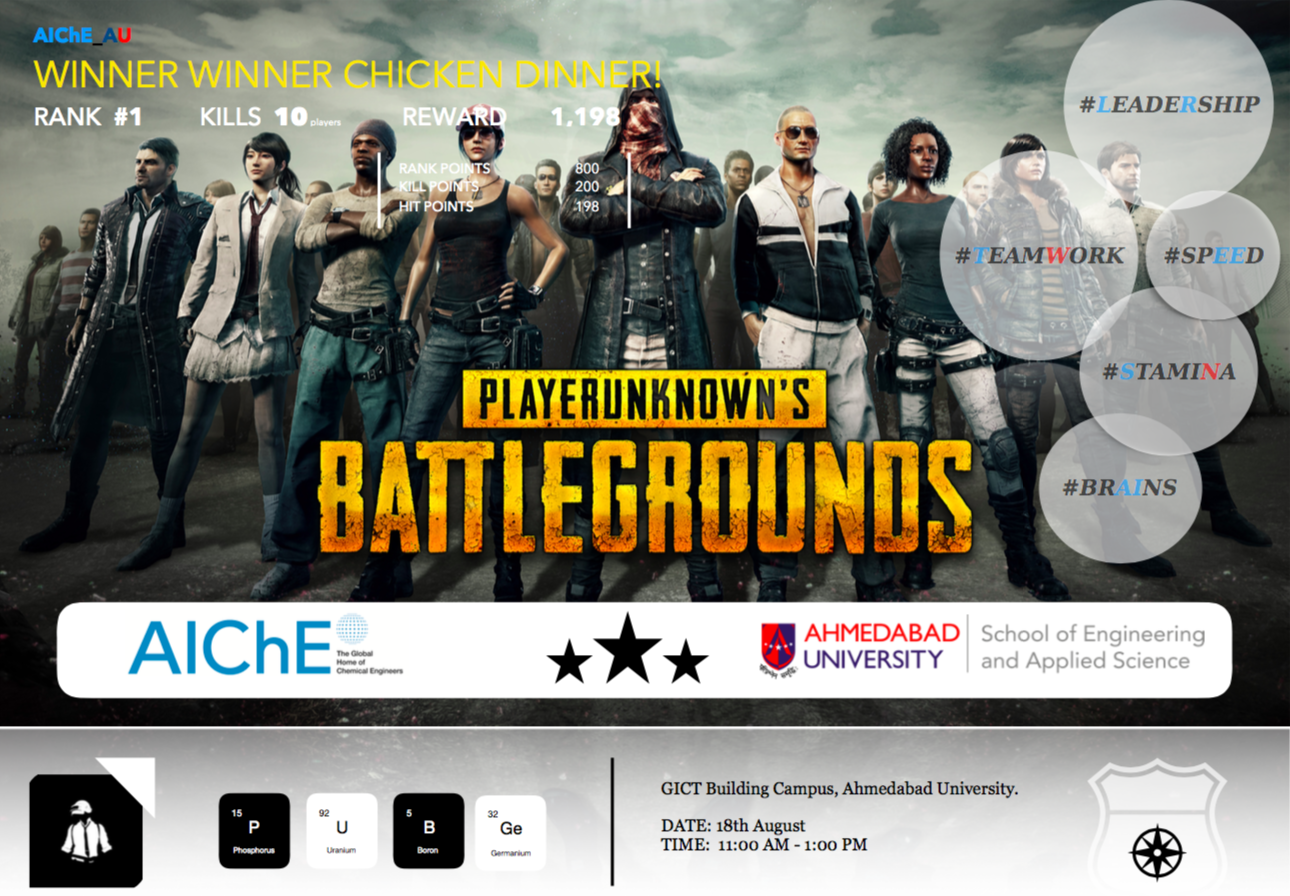 AIChE_AU
WINNER WINNER CHICKEN DINNER!
RANK #1 KILLS 10 players REWARD 1,198
RANK POINTS 800
KILL POINTS 200
HIT POINTS 198
#LEADERSHIP
#TEAMWORK #SPEED
#STAMINA
#BRAINS
PLAYERUNKNOWN'S
BATTLEGROUNDS
AIChE
The Global
Home of
Chemical Engineers
AHMEDABAD
UNIVERSITY
School of Engineering
and Applied Science
15
P
Phosphorus
92
U
Uranium
5
B
Boron
32
Ge
Germanium
GICT Building Campus, Ahmedabad University.
DATE: 18th August
TIME: 11:00 AM - 1:00 PM